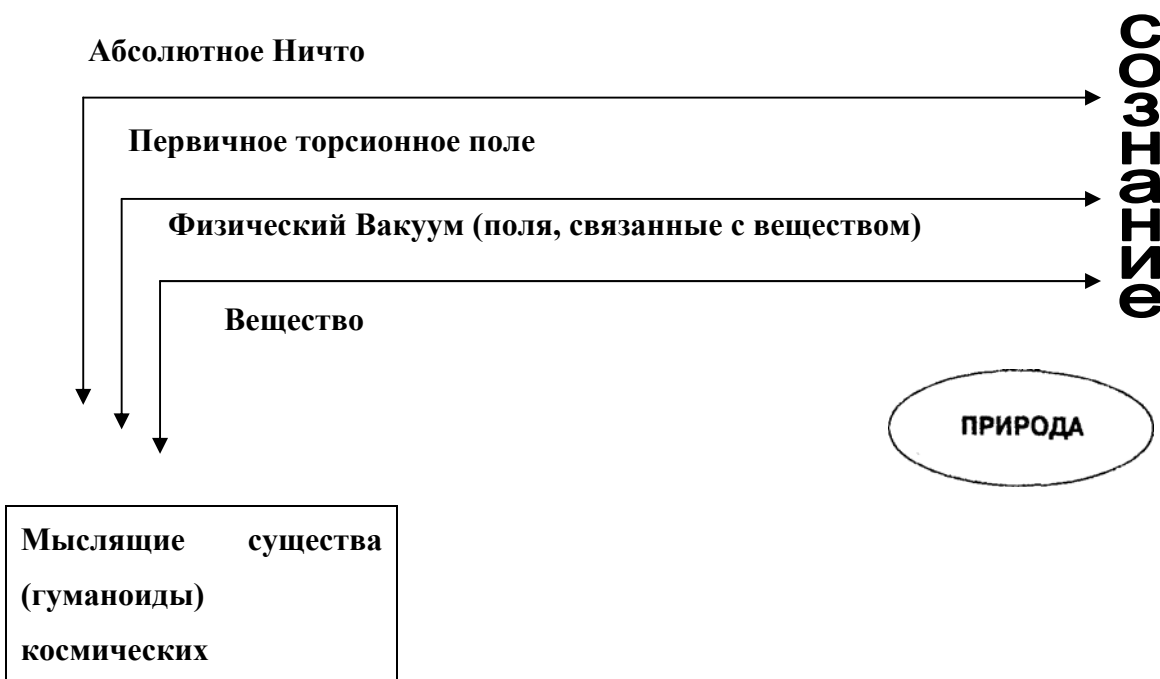 Абсолютное Ничто
Сознание
Первичное торсионное поле
Физический Вакуум (поля, связанные с веществом)
Вещество
ПРИРОДА
Мыслящие существа
(гуманоиды)
космических